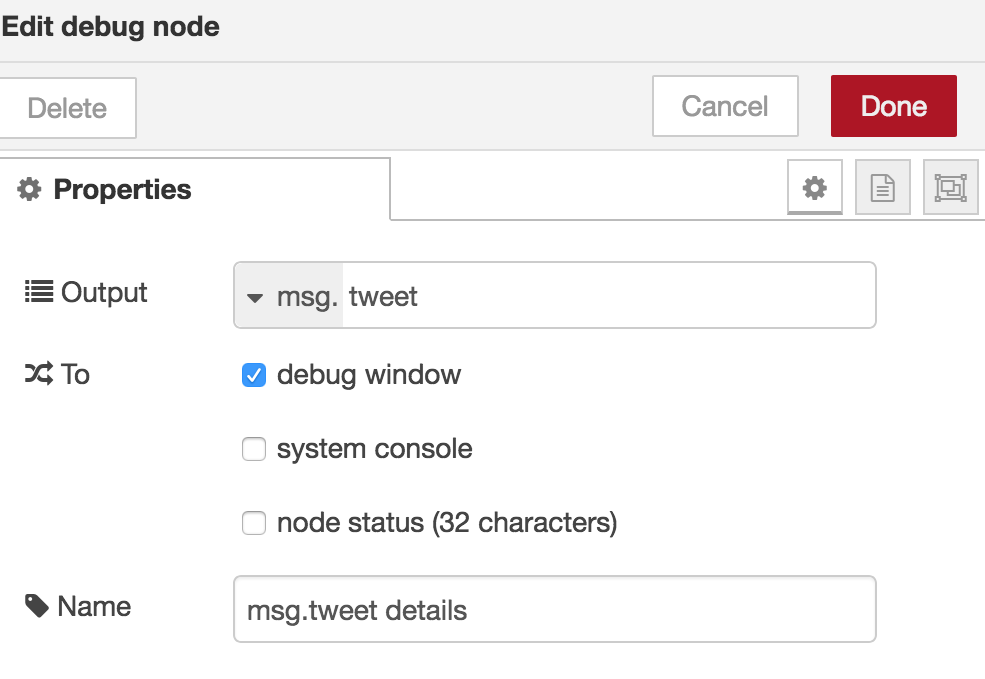 Edit debug node
Delete
Cancel
Done
Properties
Output
msg. tweet
To
debug window
system console
node status (32 characters)
Name
msg.tweet details